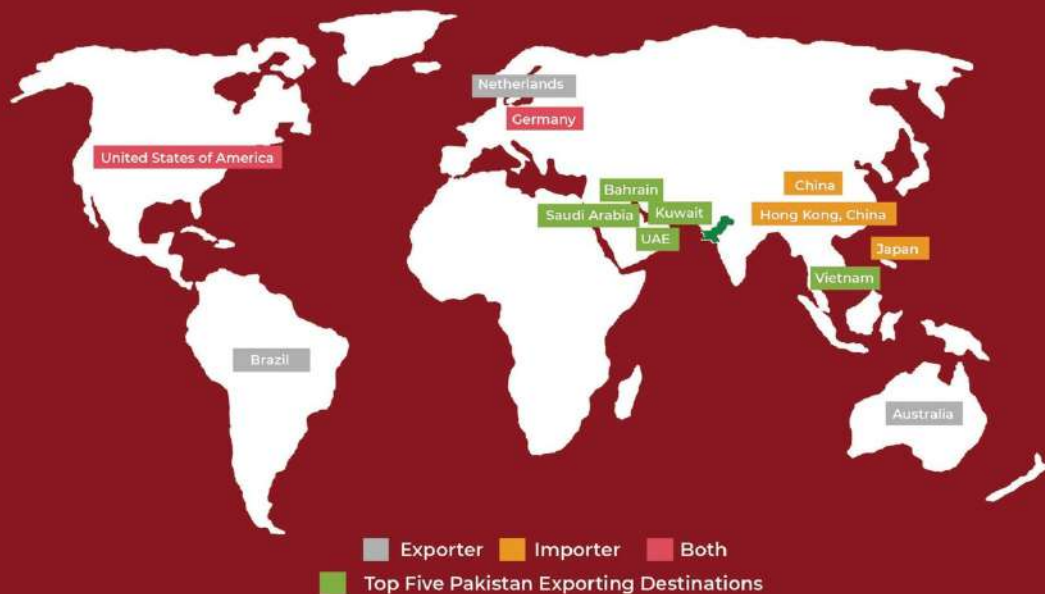 Netherlands
Germany
United States of America
Bahrain
China
Saudi Arabia
Kuwait
Hong Kong, China
UAE
Japan
Vietnam
Brazil
Australia
Exporter Importer Both
Top Five Pakistan Exporting Destinations